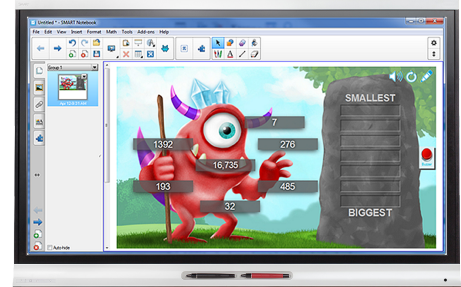 Untitled * - SMART Notebook
File Edit View Insert Format Math Tools Add-ons Help
Group 1
SMALLEST
7
1392
276
16,735
193
485
32
BIGGEST
Auto-hide